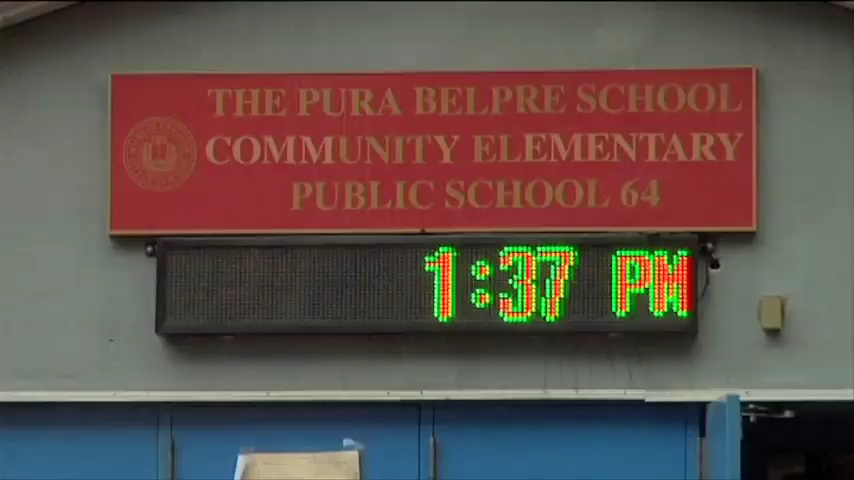 THE PURA BELPRE SCHOOL
COMMUNITY ELEMENTARY
PUBLIC SCHOOL 64
1:37 PM